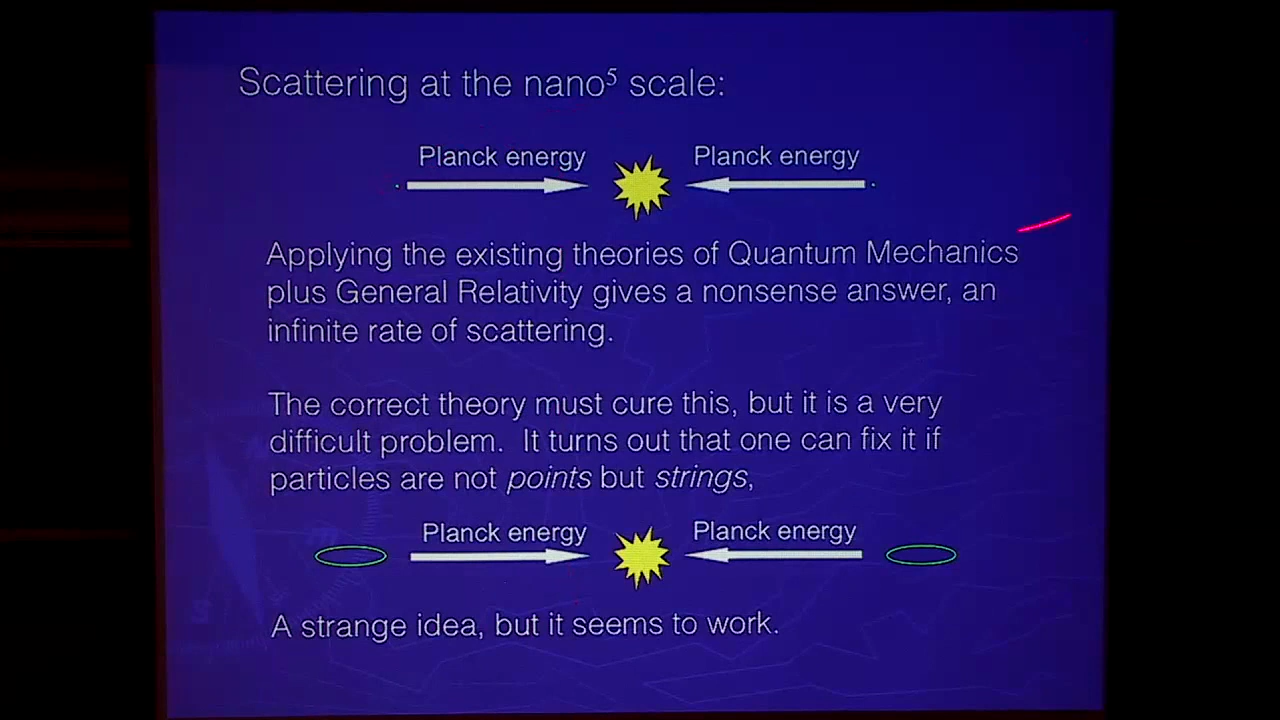 Scattering at the nano⁵ scale:
Planck energy Planck energy
Applying the existing theories of Quantum Mechanics
plus General Relativity gives a nonsense answer, an
infinite rate of scattering.
The correct theory must cure this, but it is a very
difficult problem. It turns out that one can fix it if
particles are not points but strings,
Planck energy Planck energy
A strange idea, but it seems to work.